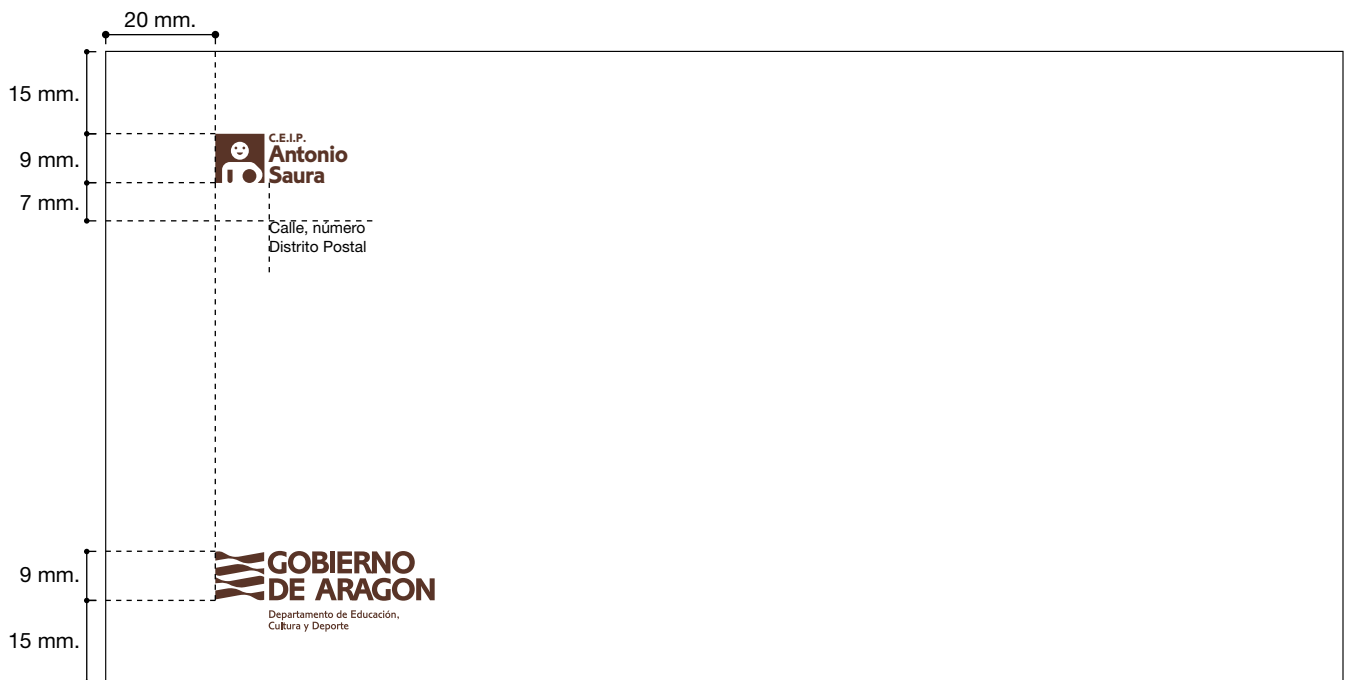 20 mm.
15 mm.
9 mm.
7 mm.
C.E.I.P.
Antonio
Saura
Calle, número
Distrito Postal
9 mm.
15 mm.
GOBIERNO
DE ARAGON
Departamento de Educación,
Cultura y Deporte